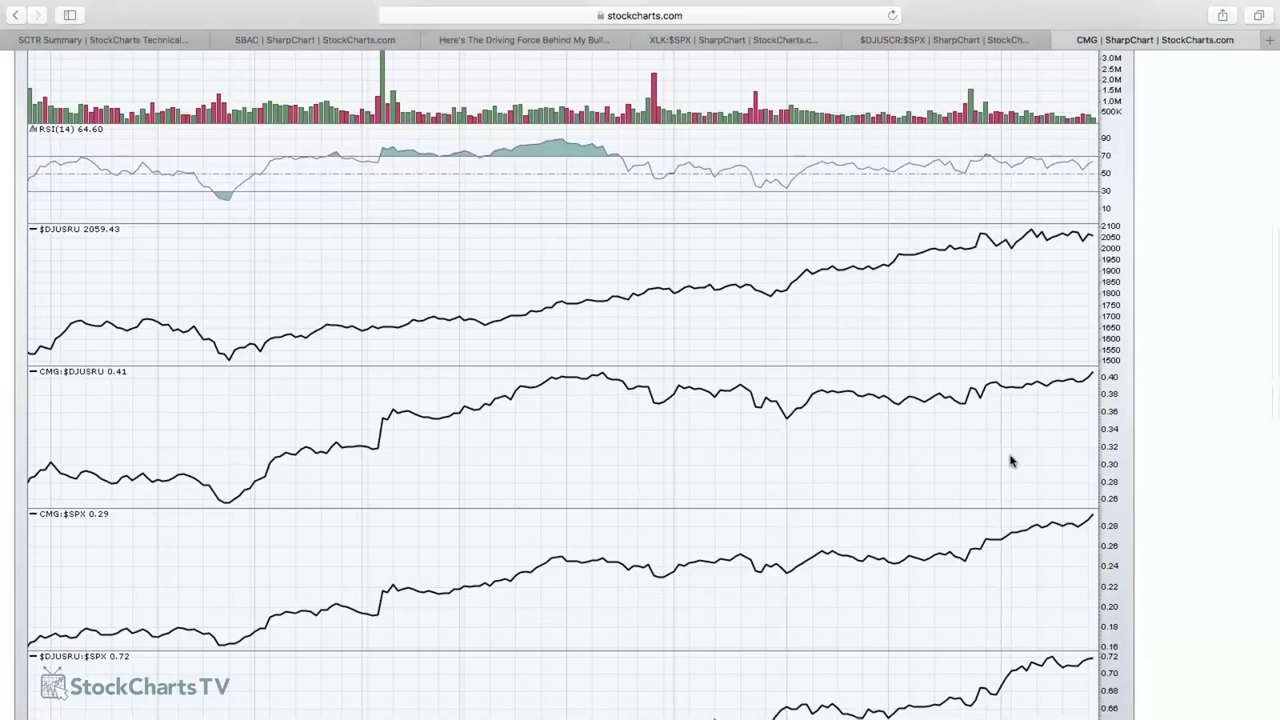 stockcharts.com
SCTR Summary | StockCharts Technical...
SBAC | SharpChart | StockCharts.com
Here's The Driving Force Behind My Bull...
XLK:$SPX | SharpChart | StockCharts.c...
$DJUSCR:$SPX | SharpChart | StockCh...
CMG | SharpChart | StockCharts.com
3.0M
2.5M
2.0M
1.5M
1.0M
500K
RSI(14) 64.60
90
70
50
30
10
$DJUSRU 2059.43
2100
2050
2000
1950
1900
1850
1800
1750
1700
1650
1600
1550
1500
CMG:$DJUSRU 0.41
0.40
0.38
0.36
0.34
0.32
0.30
0.28
0.26
CMG:$SPX 0.29
0.28
0.26
0.24
0.22
0.20
0.18
0.16
$DJUSRU:$SPX 0.72
0.72
0.70
0.68
0.66
StockChartsTV